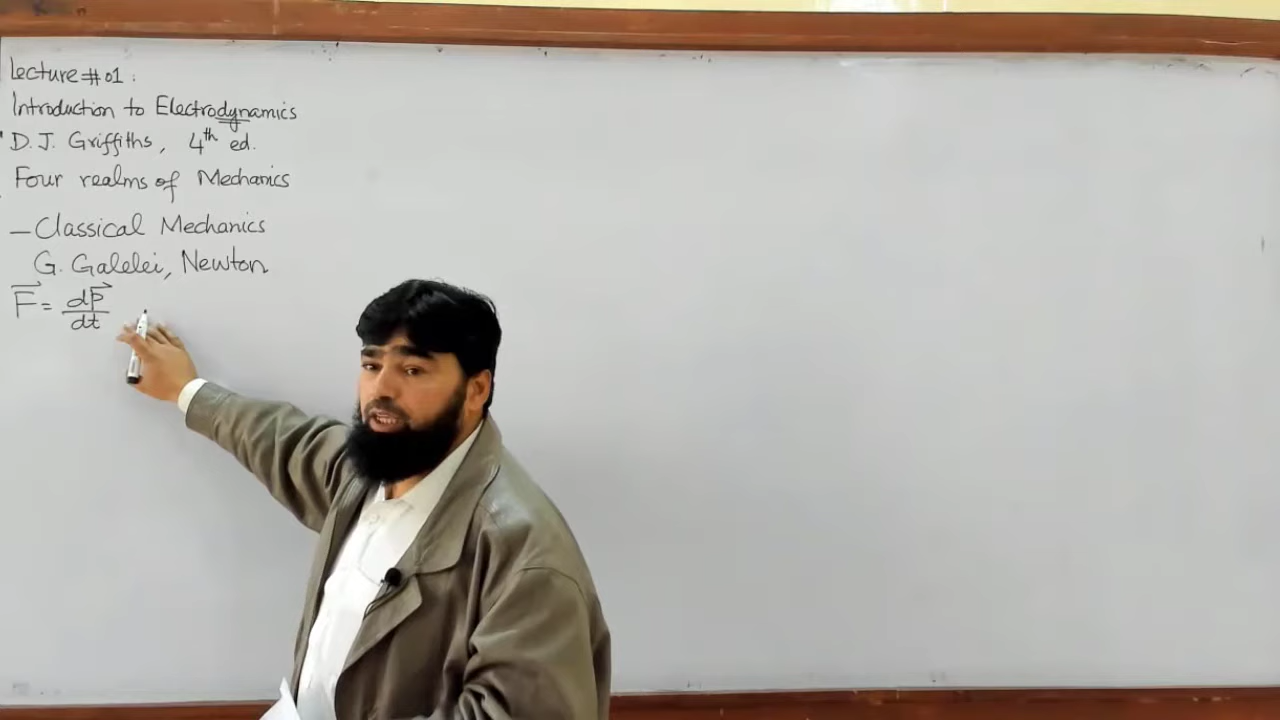 Lecture #01:
Introduction to Electrodynamics
D. J. Griffiths, 4th ed.
Four realms of Mechanics
— Classical Mechanics
G. Galelei, Newton
F⃗ = dP⃗/dt